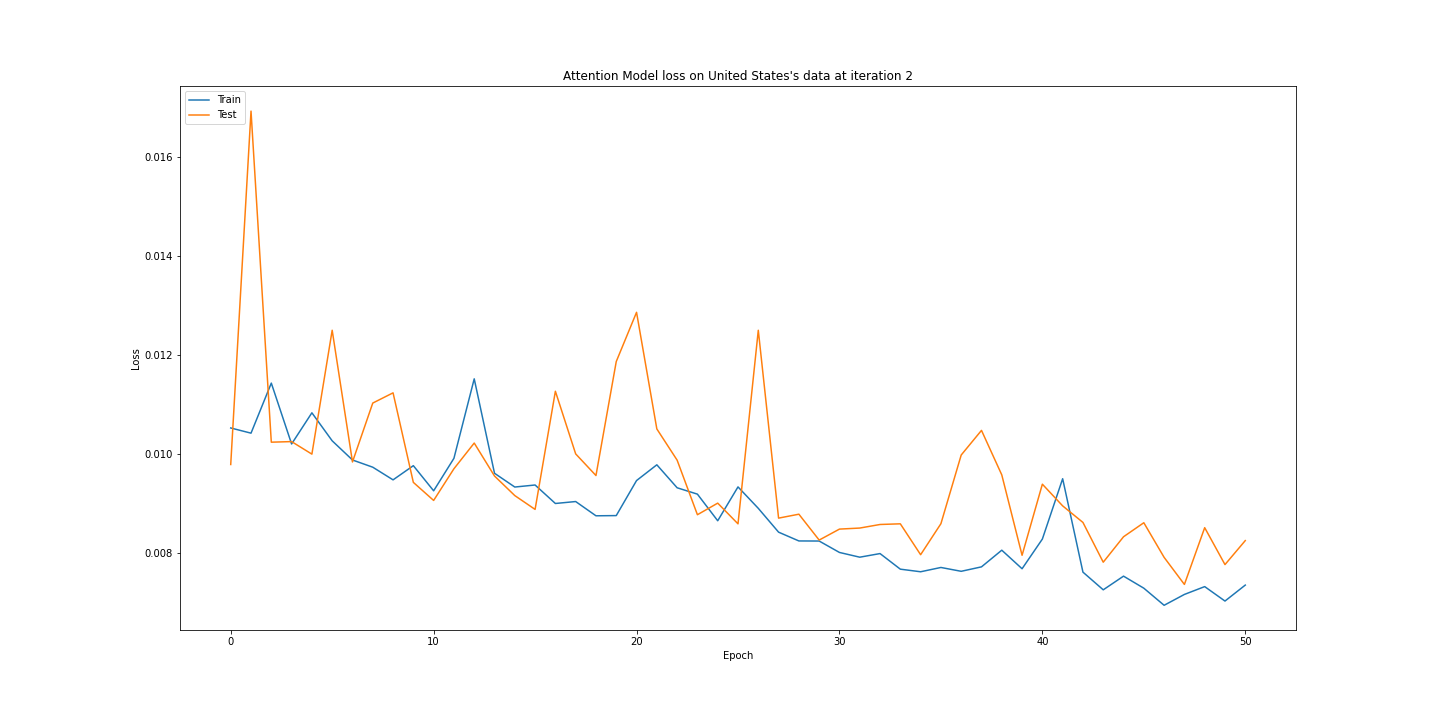 Attention Model loss on United States's data at iteration 2
Train
Test
0.016
0.014
0.012
0.010
0.008
Loss
0 10 20 30 40 50
Epoch